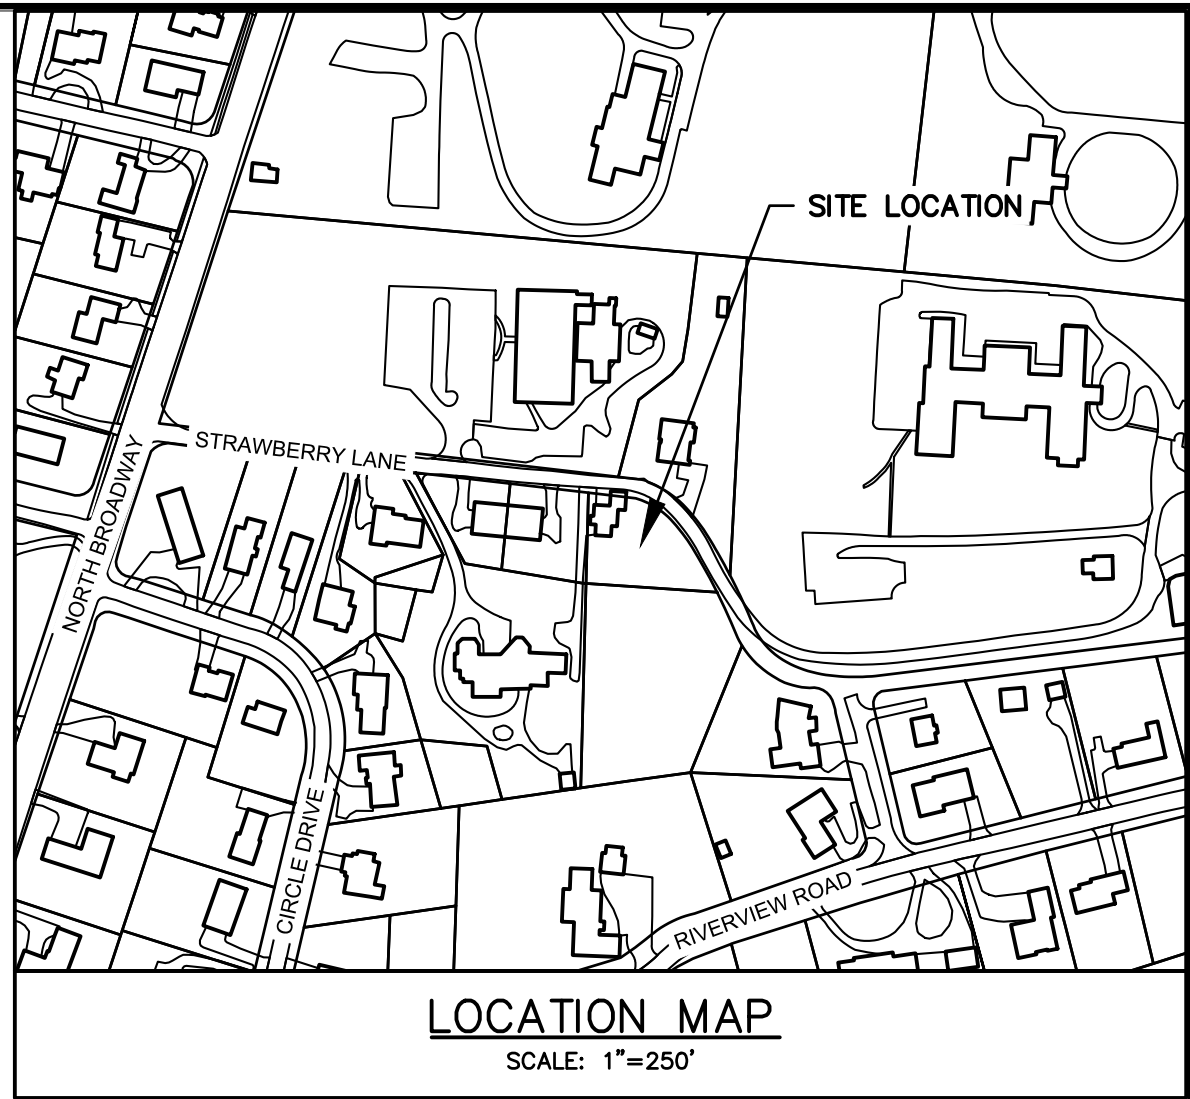 SITE LOCATION
STRAWBERRY LANE
NORTH BROADWAY
CIRCLE DRIVE
RIVERVIEW ROAD
LOCATION MAP
SCALE: 1"=250'